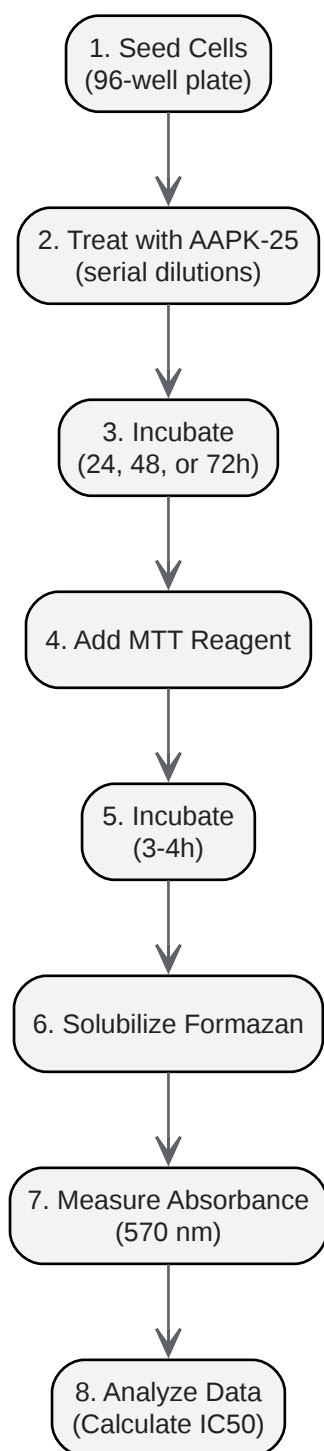 1. Seed Cells
(96-well plate)
2. Treat with AAPK-25
(serial dilutions)
3. Incubate
(24, 48, or 72h)
4. Add MTT Reagent
5. Incubate
(3-4h)
6. Solubilize Formazan
7. Measure Absorbance
(570 nm)
8. Analyze Data
(Calculate IC50)